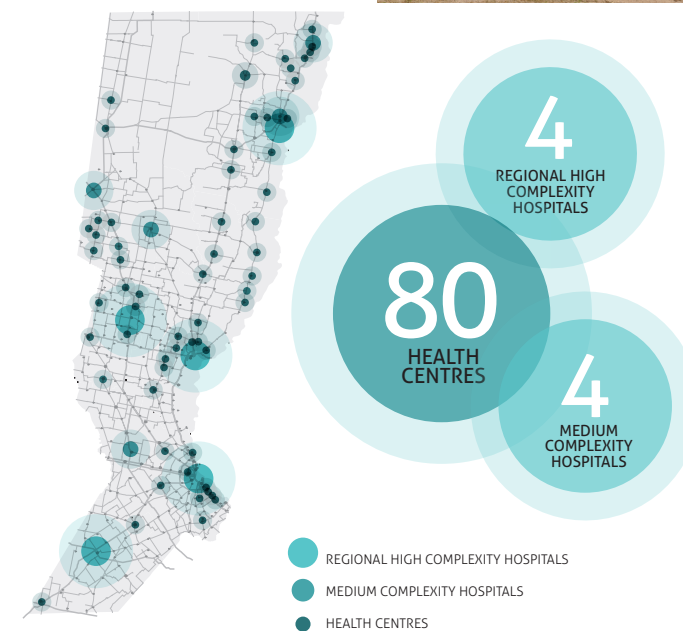 4
REGIONAL HIGH
COMPLEXITY
HOSPITALS
80
HEALTH
CENTRES
4
MEDIUM
COMPLEXITY
HOSPITALS
REGIONAL HIGH COMPLEXITY HOSPITALS
MEDIUM COMPLEXITY HOSPITALS
HEALTH CENTRES